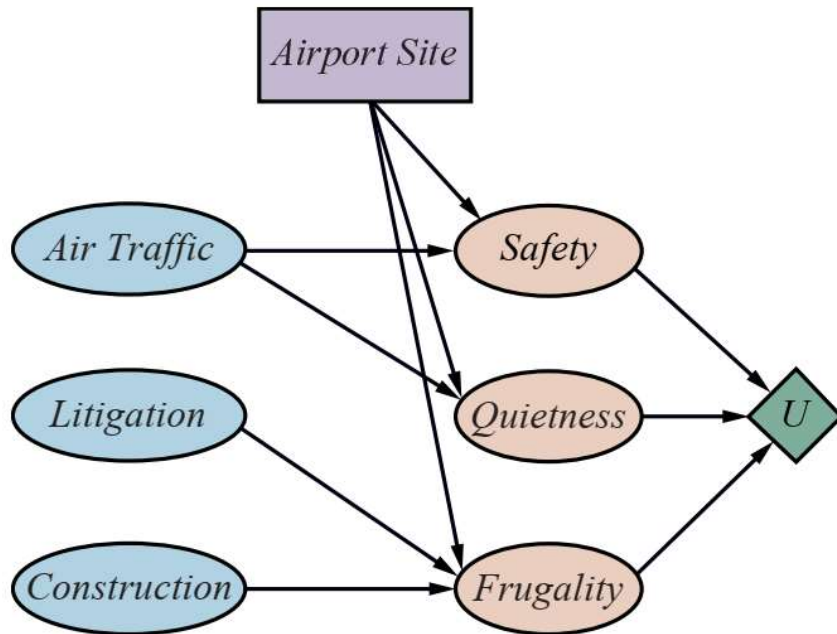 Airport Site
Air Traffic
Safety
Litigation
Quietness
U
Construction
Frugality